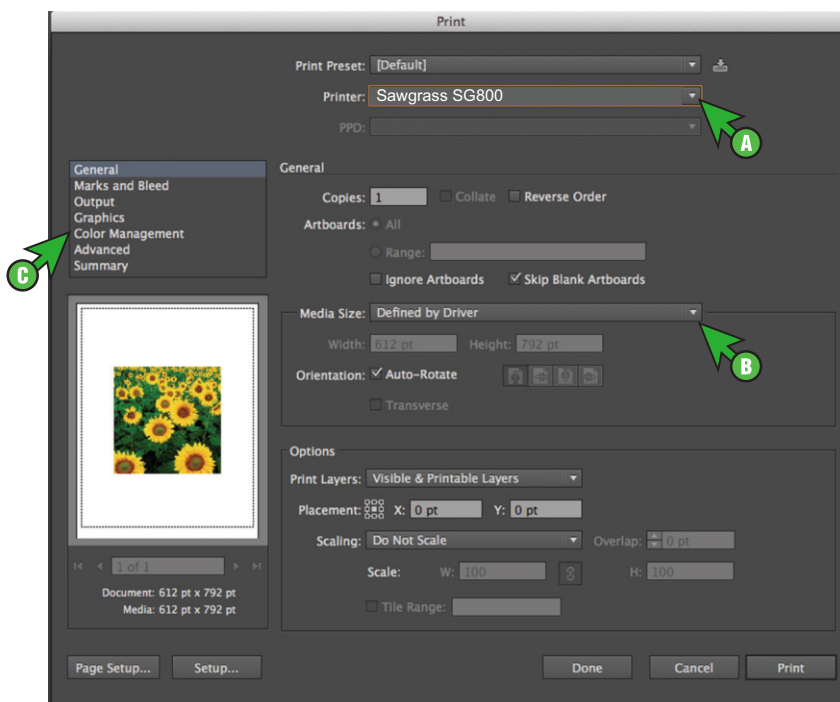 Print
Print Preset: [Default]
Printer: Sawgrass SG800
A
PPD:
General
Marks and Bleed
Output
Graphics
Color Management
Advanced
Summary
C
General
Copies: 1 Collate Reverse Order
Artboards: All
Range:
Ignore Artboards Skip Blank Artboards
Media Size: Defined by Driver
B
Width: 612 pt Height: 792 pt
Orientation: Auto-Rotate
Transverse
Options
Print Layers: Visible & Printable Layers
Placement: X: 0 pt Y: 0 pt
Scaling: Do Not Scale Overlap: 0 pt
Scale: W: 100 H: 100
Tile Range:
1 of 1
Document: 612 pt x 792 pt
Media: 612 pt x 792 pt
Page Setup... Setup... Done Cancel Print